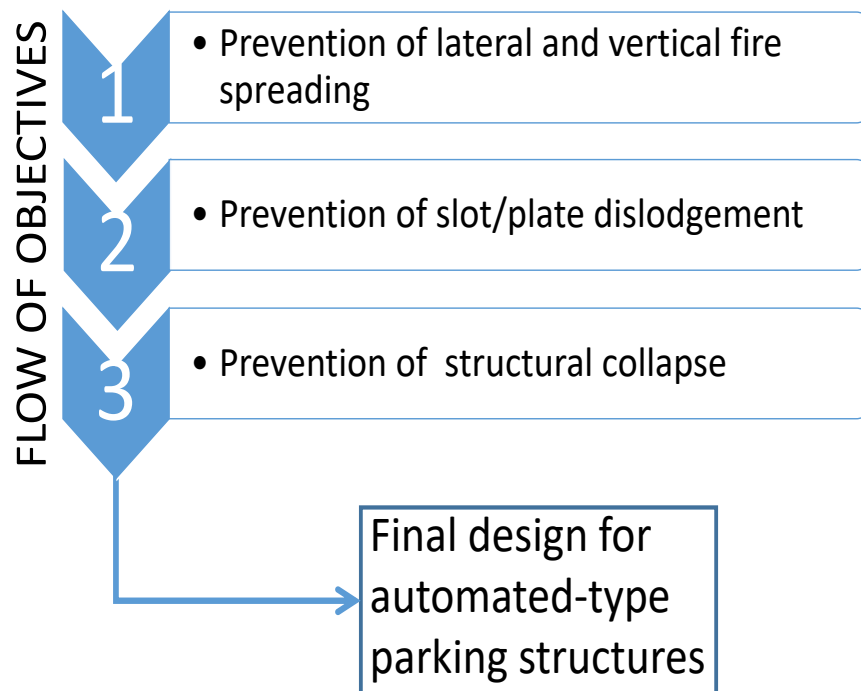 FLOW OF OBJECTIVES
1
• Prevention of lateral and vertical fire
spreading
2
• Prevention of slot/plate dislodgement
3
• Prevention of structural collapse
Final design for
automated-type
parking structures